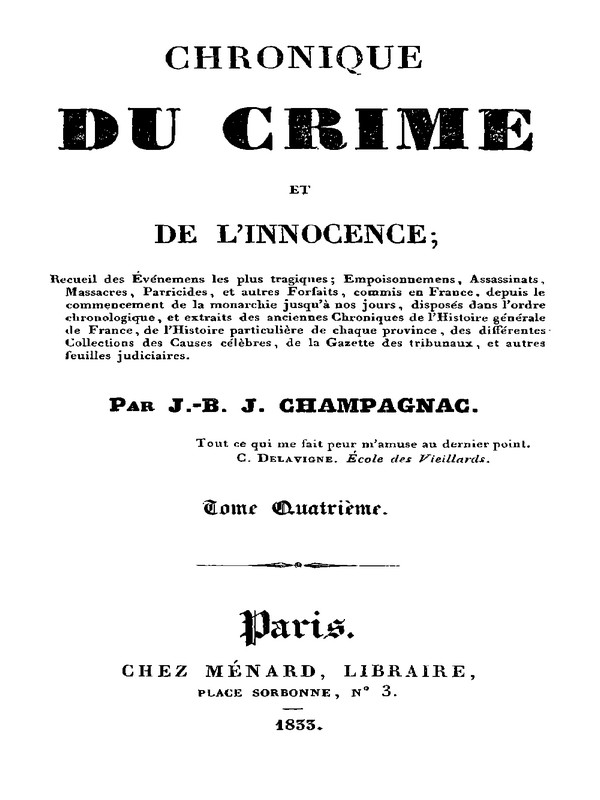 CHRONIQUE
DU CRIME
ET
DE L'INNOCENCE;
Recueil des Événemens les plus tragiques; Empoisonnemens, Assassinats,
Massacres, Parricides, et autres Forfaits, commis en France, depuis le
commencement de la monarchie jusqu'à nos jours, disposés dans l'ordre
chronologique, et extraits des anciennes Chroniques de l'Histoire générale
de France, de l'Histoire particulière de chaque province, des différentes
Collections des Causes célèbres, de la Gazette des tribunaux, et autres
feuilles judiciaires.
PAR J.-B. J. CHAMPAGNAC.
Tout ce qui me fait peur m'amuse au dernier point.
C. DELAVIGNE. École des Vieillards.
Tome Quatrième.
Paris.
CHEZ MÉNARD, LIBRAIRE,
PLACE SORBONNE, N° 3.
1833.